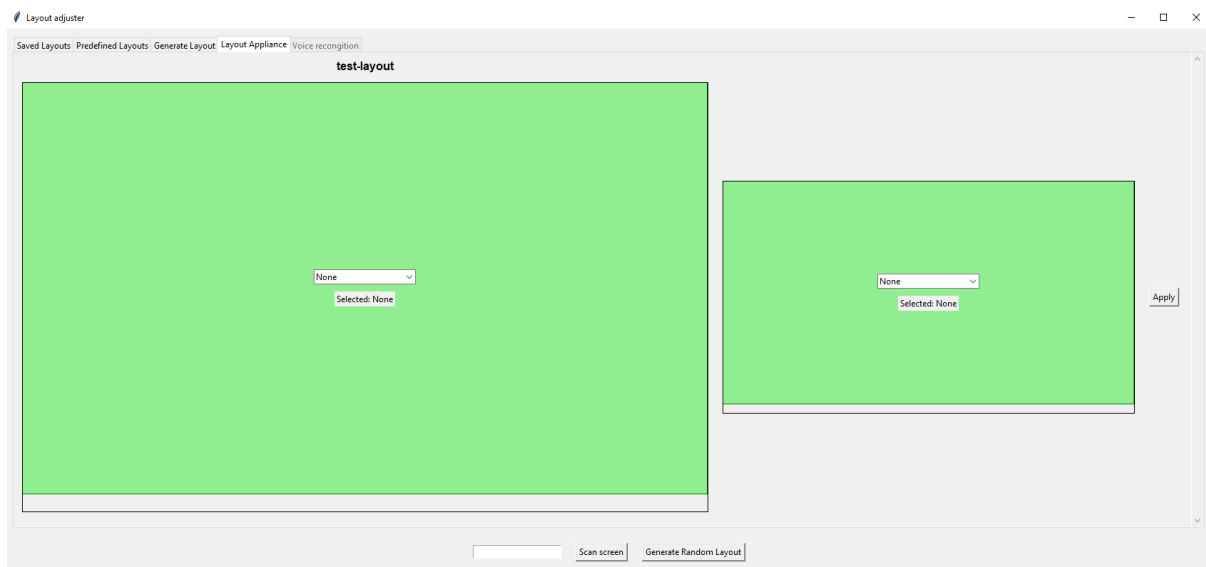 Layout adjuster
Saved Layouts Predefined Layouts Generate Layout Layout Appliance Voice recongition
test-layout
None
Selected: None
None
Selected: None
Apply
Scan screen Generate Random Layout